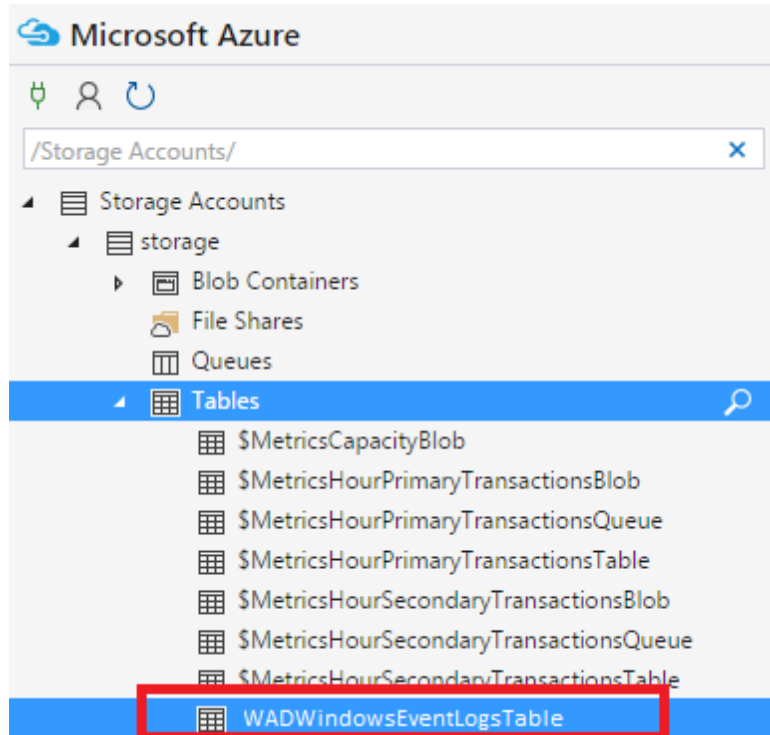 Microsoft Azure
/Storage Accounts/
Storage Accounts
storage
Blob Containers
File Shares
Queues
Tables
$MetricsCapacityBlob
$MetricsHourPrimaryTransactionsBlob
$MetricsHourPrimaryTransactionsQueue
$MetricsHourPrimaryTransactionsTable
$MetricsHourSecondaryTransactionsBlob
$MetricsHourSecondaryTransactionsQueue
$MetricsHourSecondaryTransactionsTable
WADWindowsEventLogsTable